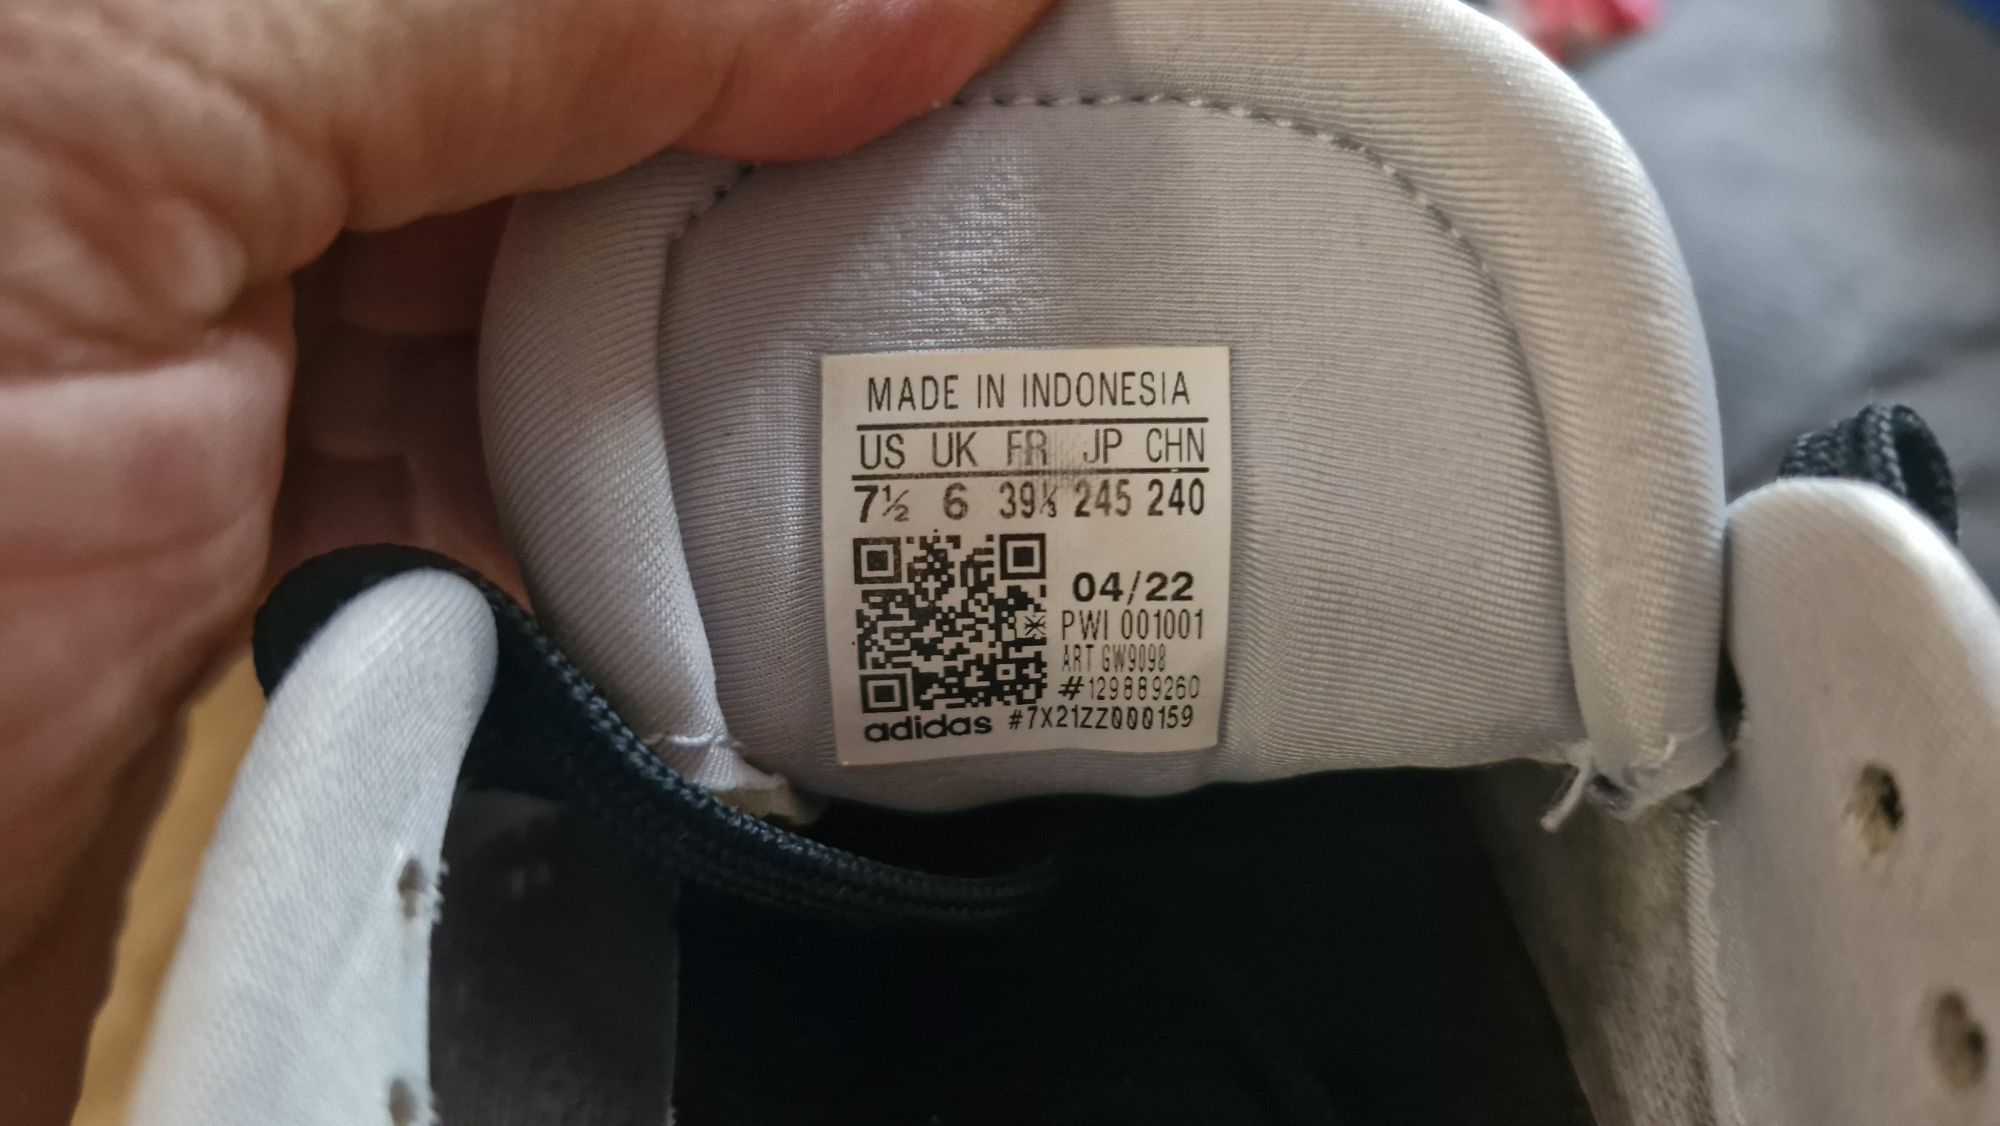 MADE IN INDONESIA
US UK FR JP CHN
7½ 6 39⅓ 245 240
04/22
PWI 001001
ART GW9098
#129889260
adidas #7X21ZZ000159